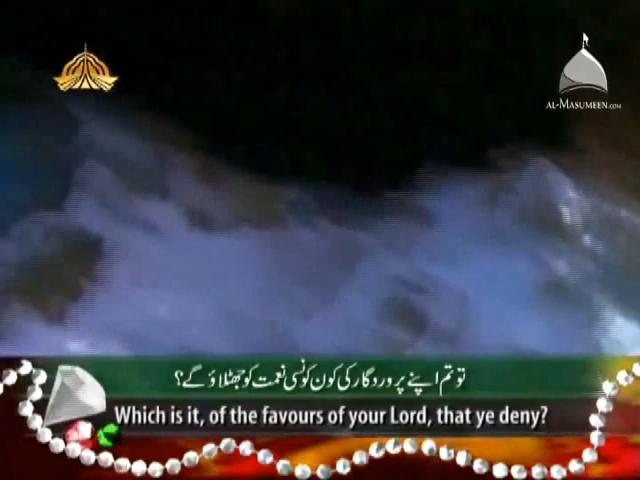 AL-MASUMEEN.COM
تو تم اپنے پروردگار کی کون کونسی نعمت کو جھٹلاؤ گے؟
Which is it, of the favours of your Lord, that ye deny?